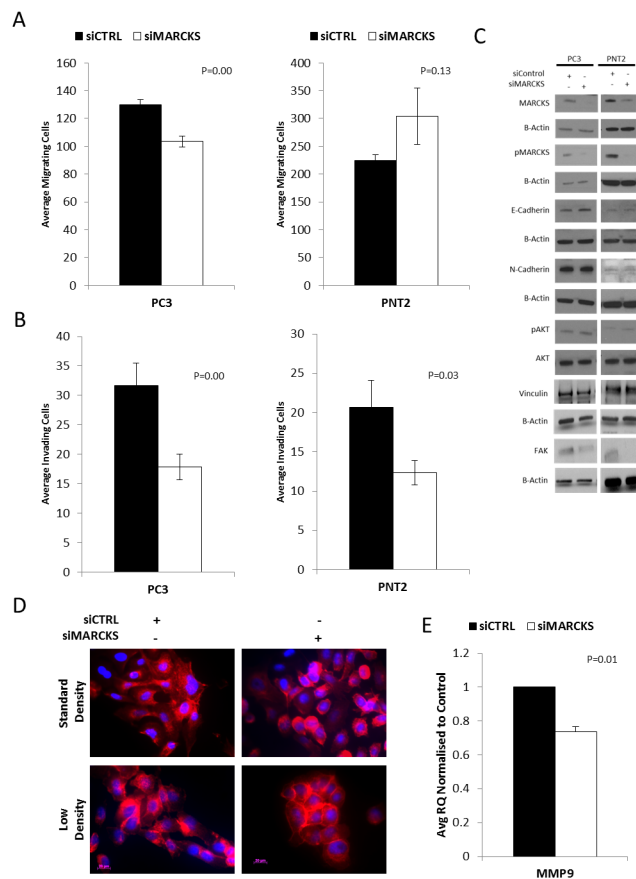 A
■ siCTRL □ siMARCKS
P=0.00
Average Migrating Cells
140
120
100
80
60
40
20
0
PC3
■ siCTRL □ siMARCKS
P=0.13
Average Migrating Cells
400
350
300
250
200
150
100
50
0
PNT2
B
P=0.00
Average Invading Cells
40
35
30
25
20
15
10
5
0
PC3
P=0.03
Average Invading Cells
30
25
20
15
10
5
0
PNT2
C
PC3 PNT2
siControl + - + -
siMARCKS - + - +
MARCKS
B-Actin
pMARCKS
B-Actin
E-Cadherin
B-Actin
N-Cadherin
B-Actin
pAKT
AKT
Vinculin
B-Actin
FAK
B-Actin
D
siCTRL + -
siMARCKS - +
Standard Density
Low Density
E
■ siCTRL □ siMARCKS
P=0.01
Avg RQ Normalised to Control
1.2
1
0.8
0.6
0.4
0.2
0
MMP9